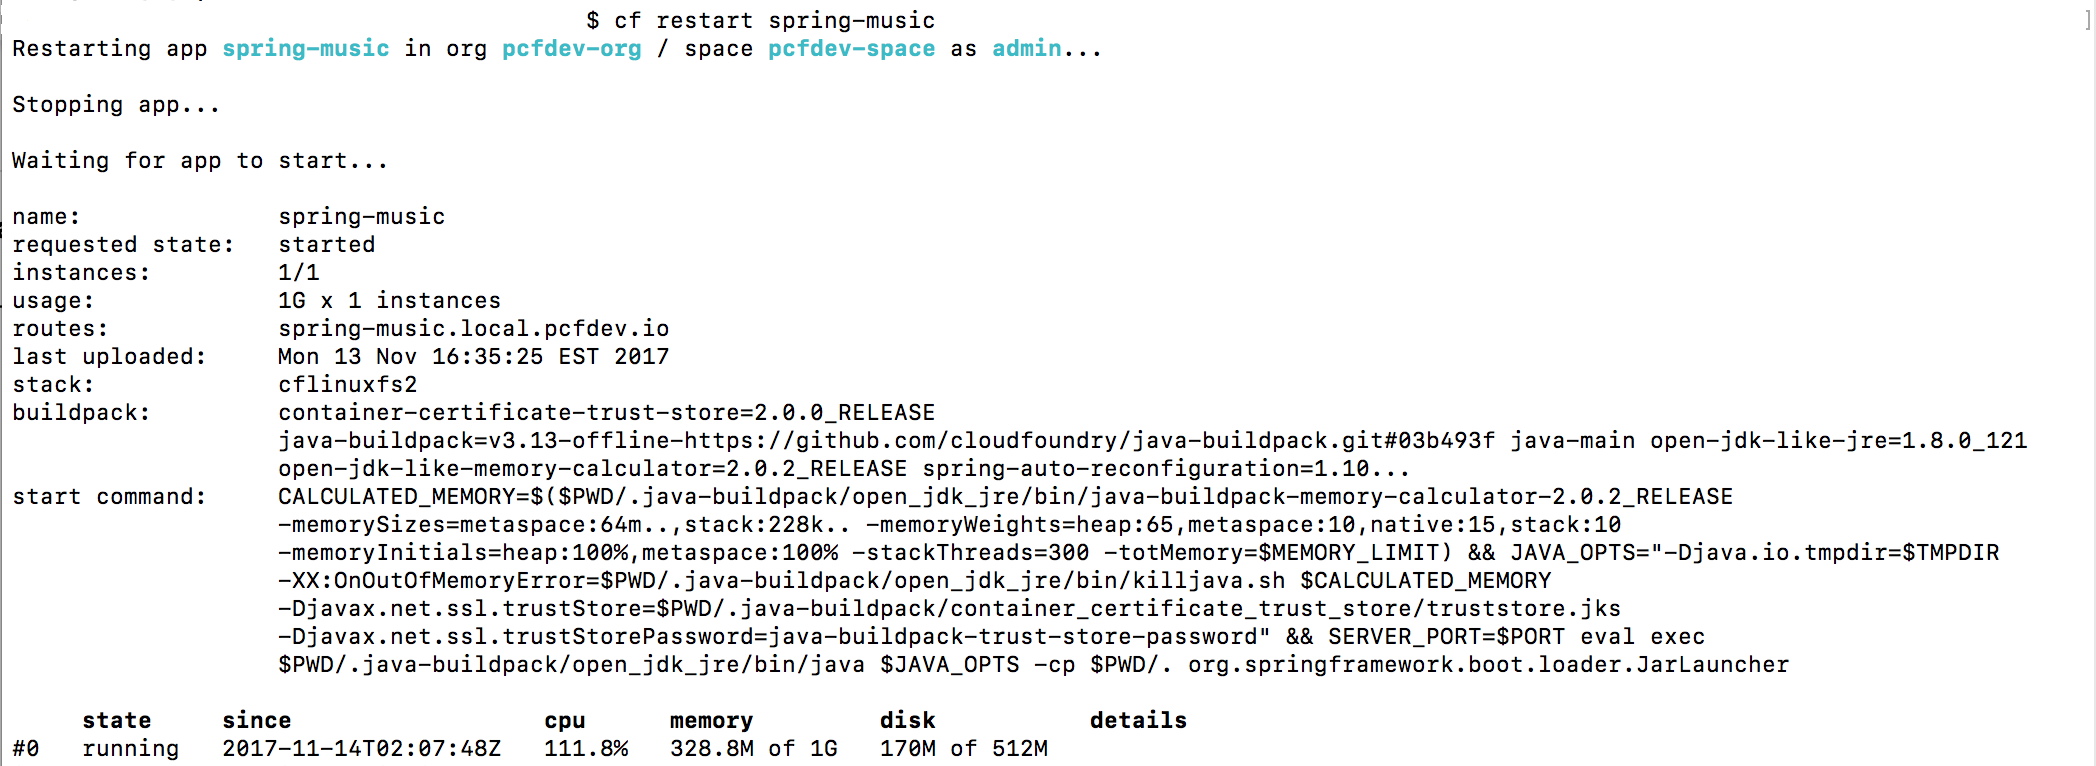 $ cf restart spring-music ]
Restarting app spring-music in org pcfdev-org / space pcfdev-space as admin...
Stopping app...
Waiting for app to start...
name: spring-music
requested state: started
instances: 1/1
usage: 1G x 1 instances
routes: spring-music.local.pcfdev.io
last uploaded: Mon 13 Nov 16:35:25 EST 2017
stack: cflinuxfs2
buildpack: container-certificate-trust-store=2.0.0_RELEASE
java-buildpack=v3.13-offline-https://github.com/cloudfoundry/java-buildpack.git#03b493f java-main open-jdk-like-jre=1.8.0_121
open-jdk-like-memory-calculator=2.0.2_RELEASE spring-auto-reconfiguration=1.10...
start command: CALCULATED_MEMORY=$($PWD/.java-buildpack/open_jdk_jre/bin/java-buildpack-memory-calculator-2.0.2_RELEASE
-memorySizes=metaspace:64m..,stack:228k.. -memoryWeights=heap:65,metaspace:10,native:15,stack:10
-memoryInitials=heap:100%,metaspace:100% -stackThreads=300 -totMemory=$MEMORY_LIMIT) && JAVA_OPTS="-Djava.io.tmpdir=$TMPDIR
-XX:OnOutOfMemoryError=$PWD/.java-buildpack/open_jdk_jre/bin/killjava.sh $CALCULATED_MEMORY
-Djavax.net.ssl.trustStore=$PWD/.java-buildpack/container_certificate_trust_store/truststore.jks
-Djavax.net.ssl.trustStorePassword=java-buildpack-trust-store-password" && SERVER_PORT=$PORT eval exec
$PWD/.java-buildpack/open_jdk_jre/bin/java $JAVA_OPTS -cp $PWD/. org.springframework.boot.loader.JarLauncher
state since cpu memory disk details
#0 running 2017-11-14T02:07:48Z 111.8% 328.8M of 1G 170M of 512M